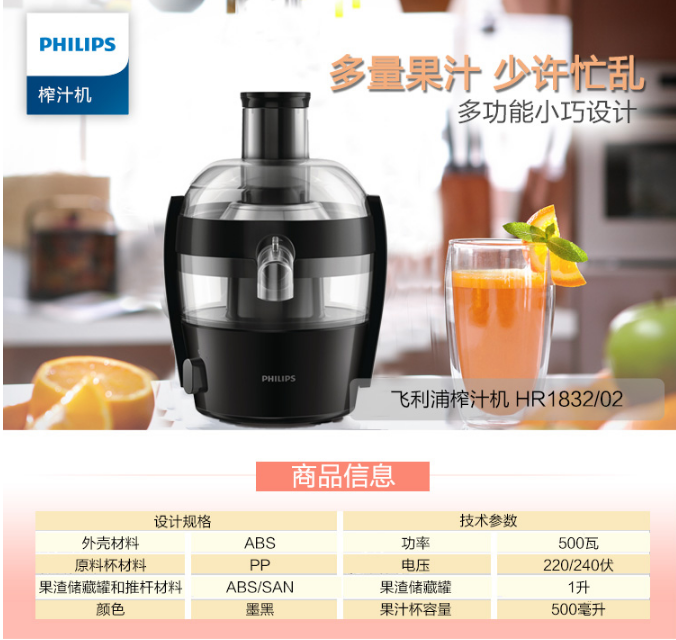 PHILIPS
榨汁机
多量果汁 少许忙乱
多功能小巧设计
PHILIPS
飞利浦榨汁机 HR1832/02
商品信息
设计规格 技术参数
外壳材料 ABS 功率 500瓦
原料杯材料 PP 电压 220/240伏
果渣储藏罐和推杆材料 ABS/SAN 果渣储藏罐 1升
颜色 墨黑 果汁杯容量 500毫升